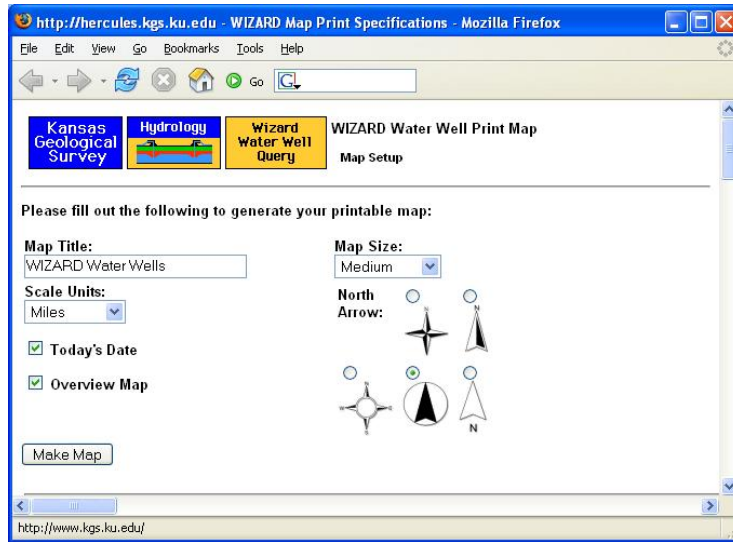 http://hercules.kgs.ku.edu - WIZARD Map Print Specifications - Mozilla Firefox
File Edit View Go Bookmarks Tools Help
Go G
Kansas Geological Survey
Hydrology
Wizard Water Well Query
WIZARD Water Well Print Map
Map Setup
Please fill out the following to generate your printable map:
Map Title:
WIZARD Water Wells
Map Size:
Medium
Scale Units:
Miles
North
Arrow:
N
N
Today's Date
Overview Map
N
N
Make Map
http://www.kgs.ku.edu/